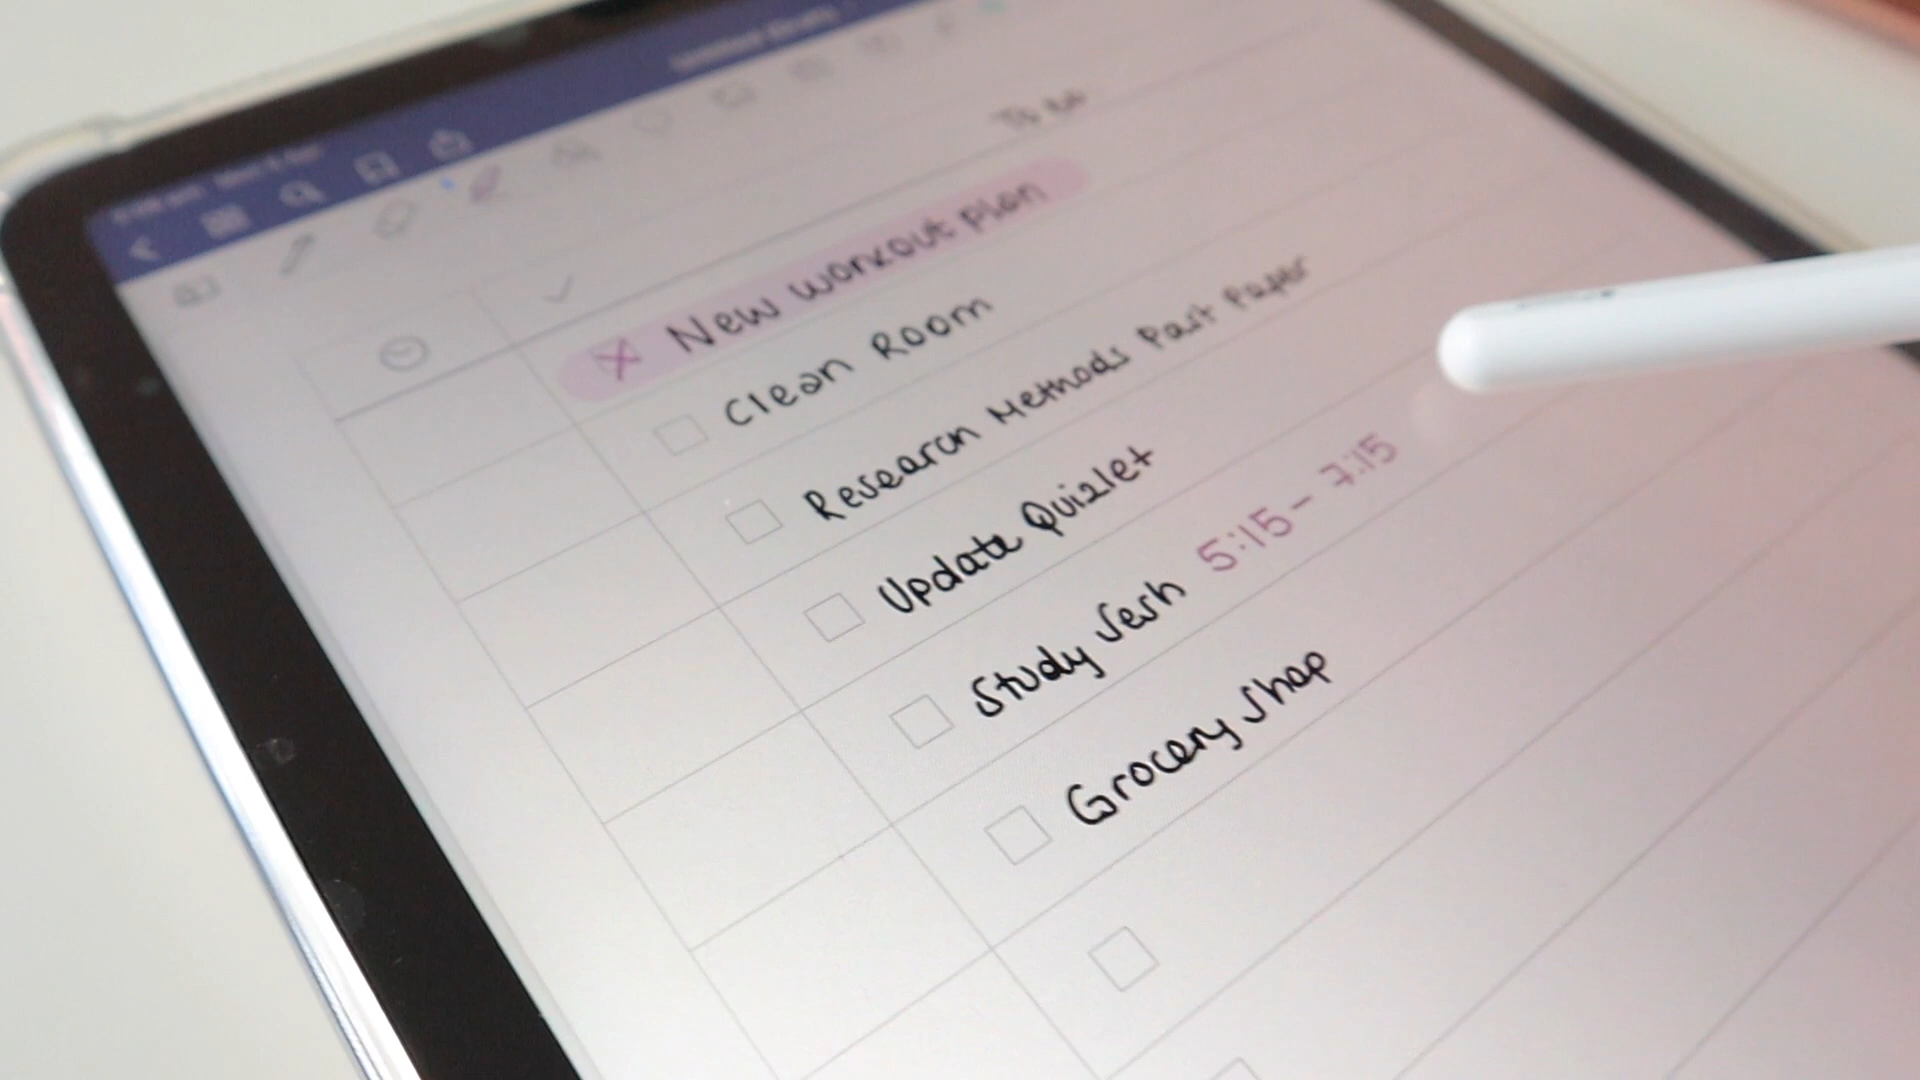 New workout plan
Clean Room
Research Methods Past Paper
Update Quizlet
Study Sesh 5:15 - 7:15
Grocery Shop